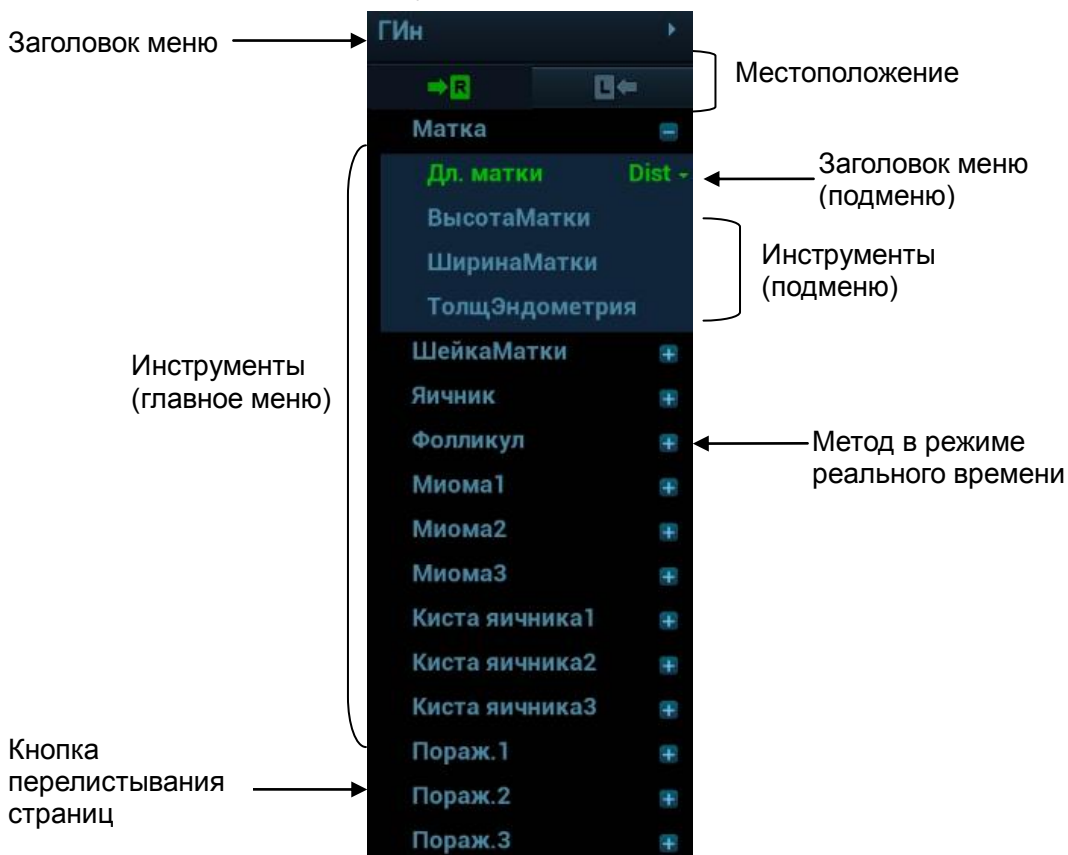 ГИн
Заголовок меню
R
L
Местоположение
Матка
Дл. матки Dist
Заголовок меню
(подменю)
ВысотаМатки
ШиринаМатки
ТолщЭндометрия
Инструменты
(подменю)
ШейкаМатки
Инструменты
(главное меню)
Яичник
Фолликул
Метод в режиме
реального времени
Миома1
Миома2
Миома3
Киста яичника1
Киста яичника2
Киста яичника3
Пораж.1
Кнопка
перелистывания
страниц
Пораж.2
Пораж.3